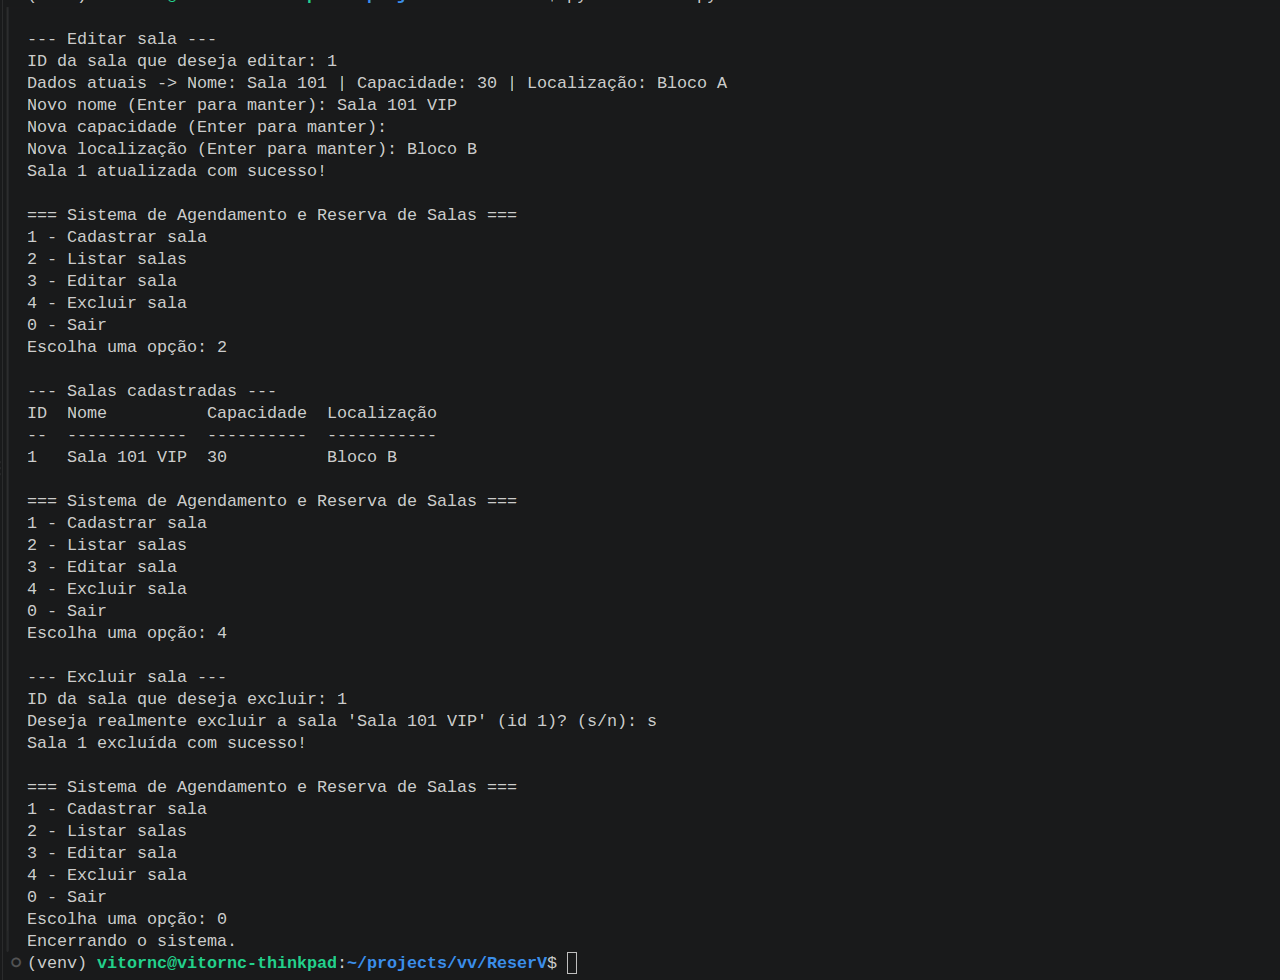 --- Editar sala ---
ID da sala que deseja editar: 1
Dados atuais -> Nome: Sala 101 | Capacidade: 30 | Localização: Bloco A
Novo nome (Enter para manter): Sala 101 VIP
Nova capacidade (Enter para manter):
Nova localização (Enter para manter): Bloco B
Sala 1 atualizada com sucesso!
=== Sistema de Agendamento e Reserva de Salas ===
1 - Cadastrar sala
2 - Listar salas
3 - Editar sala
4 - Excluir sala
0 - Sair
Escolha uma opção: 2
--- Salas cadastradas ---
ID  Nome          Capacidade  Localização
--  ------------  ----------  -----------
1   Sala 101 VIP  30          Bloco B
=== Sistema de Agendamento e Reserva de Salas ===
1 - Cadastrar sala
2 - Listar salas
3 - Editar sala
4 - Excluir sala
0 - Sair
Escolha uma opção: 4
--- Excluir sala ---
ID da sala que deseja excluir: 1
Deseja realmente excluir a sala 'Sala 101 VIP' (id 1)? (s/n): s
Sala 1 excluída com sucesso!
=== Sistema de Agendamento e Reserva de Salas ===
1 - Cadastrar sala
2 - Listar salas
3 - Editar sala
4 - Excluir sala
0 - Sair
Escolha uma opção: 0
Encerrando o sistema.
(venv) vitornc@vitornc-thinkpad:~/projects/vv/ReserV$